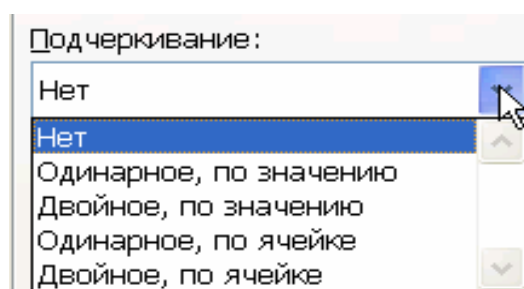 Подчеркивание:
Нет
Нет
Одинарное, по значению
Двойное, по значению
Одинарное, по ячейке
Двойное, по ячейке